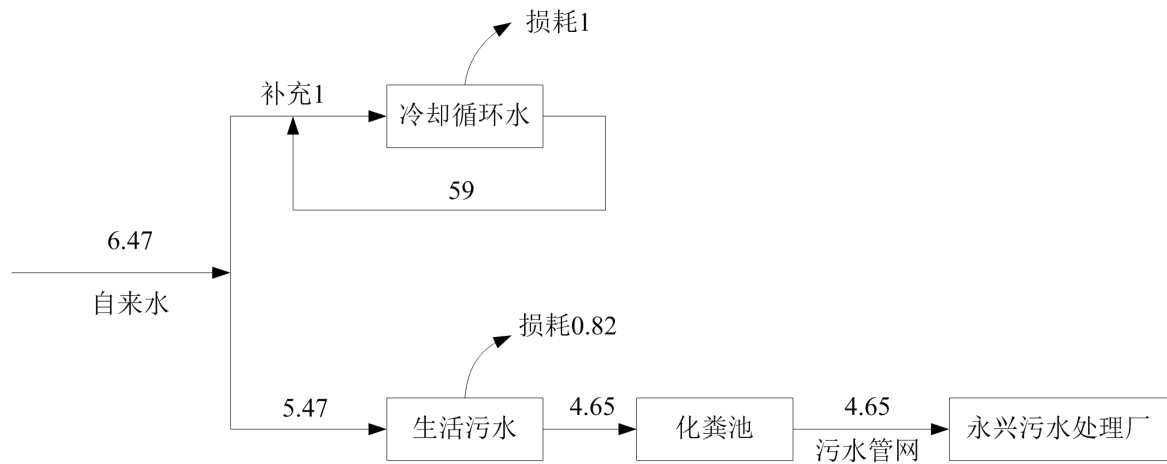 损耗1
补充1
冷却循环水
59
6.47
自来水
损耗0.82
5.47
生活污水
4.65
化粪池
4.65
污水管网
永兴污水处理厂